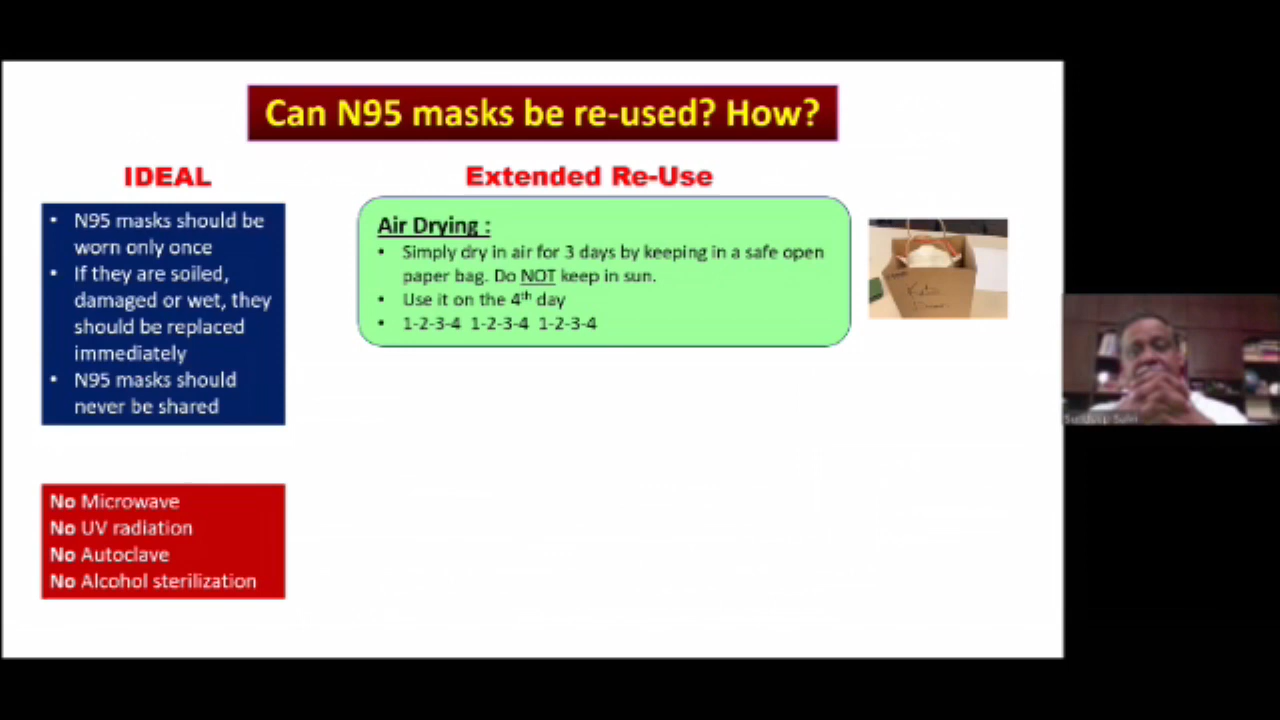 Can N95 masks be re-used? How?
IDEAL
• N95 masks should be
worn only once
• If they are soiled,
damaged or wet, they
should be replaced
immediately
• N95 masks should
never be shared
No Microwave
No UV radiation
No Autoclave
No Alcohol sterilization
Extended Re-Use
Air Drying :
• Simply dry in air for 3 days by keeping in a safe open
paper bag. Do NOT keep in sun.
• Use it on the 4th day
• 1-2-3-4 1-2-3-4 1-2-3-4